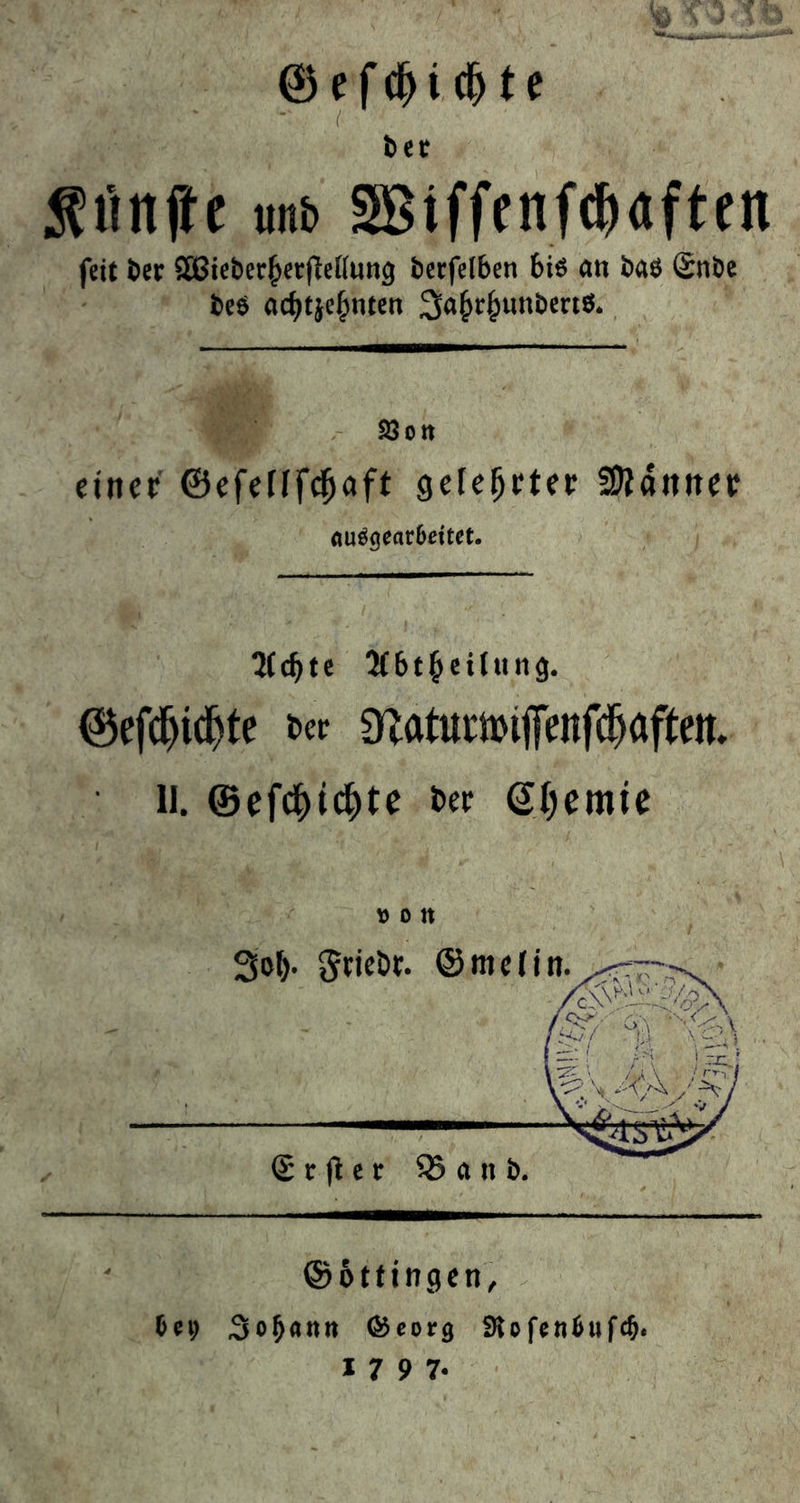 Geschichte
der
Künste und Wissenschaften
seit der Wiederherstellung derselben bis an das Ende
des achtzehnten Jahrhunderts.
Von
einer Gesellschaft gelehrter Männer
ausgearbeitet.
Achte Abtheilung.
Geschichte der Naturwissenschaften.
II. Geschichte der Chemie
von
Joh. Friedr. Gmelin.
Erster Band.
Göttingen,
bey Johann Georg Rosenbusch.
1797.